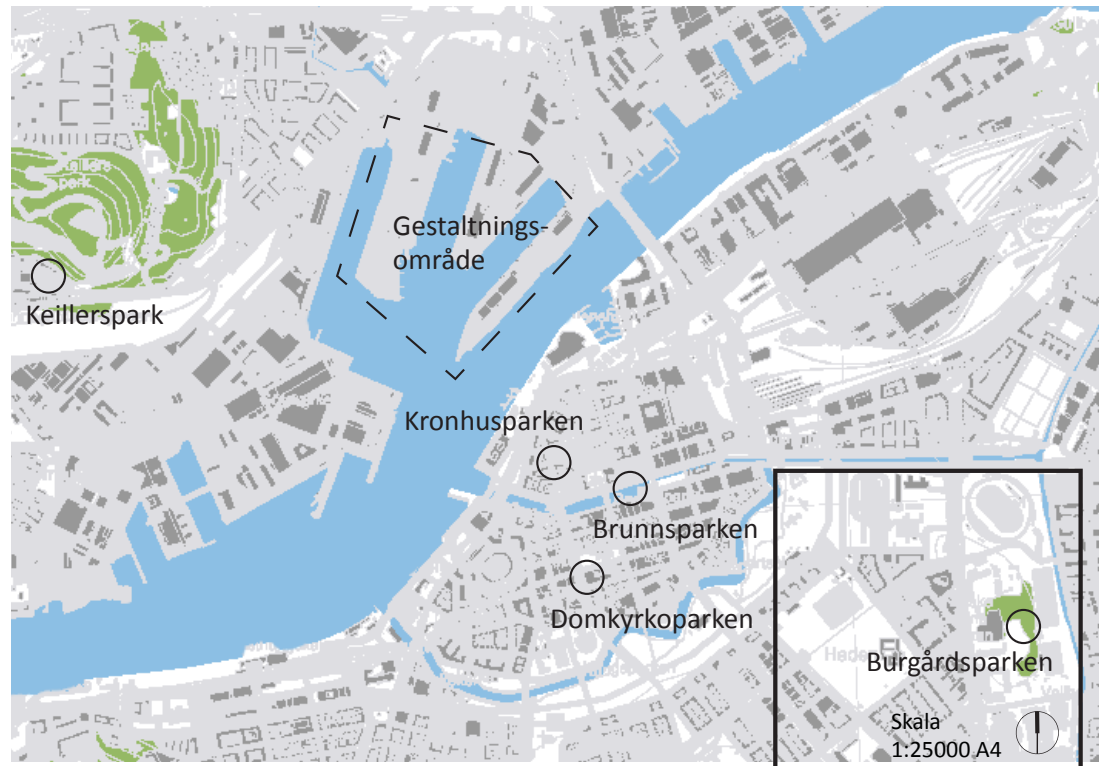 Gestaltnings-
område
Keillerspark
Kronhusparken
Brunnsparken
Domkyrkoparken
Burgårdsparken
Skala
1:25000 A4